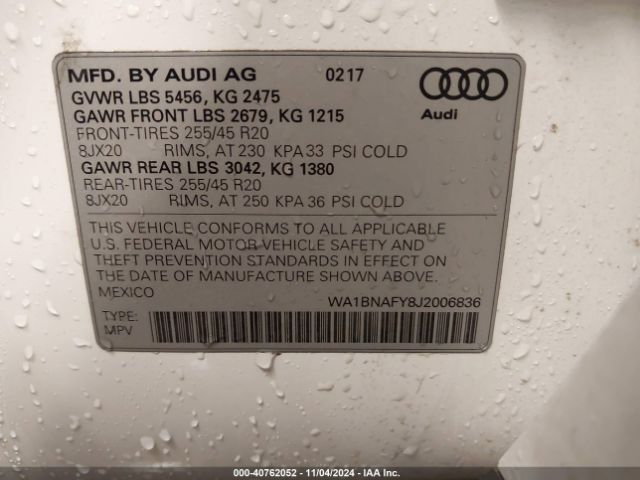 MFD. BY AUDI AG 0217
GVWR LBS 5456, KG 2475
GAWR FRONT LBS 2679, KG 1215
FRONT-TIRES 255/45 R20
8JX20 RIMS, AT 230 KPA 33 PSI COLD
GAWR REAR LBS 3042, KG 1380
REAR-TIRES 255/45 R20
8JX20 RIMS, AT 250 KPA 36 PSI COLD
Audi
THIS VEHICLE CONFORMS TO ALL APPLICABLE
U.S. FEDERAL MOTOR VEHICLE SAFETY AND
THEFT PREVENTION STANDARDS IN EFFECT ON
THE DATE OF MANUFACTURE SHOWN ABOVE.
MEXICO WA1BNAFY8J2006836
TYPE:
MPV
000-40762052 - 11/04/2024 - IAA Inc.